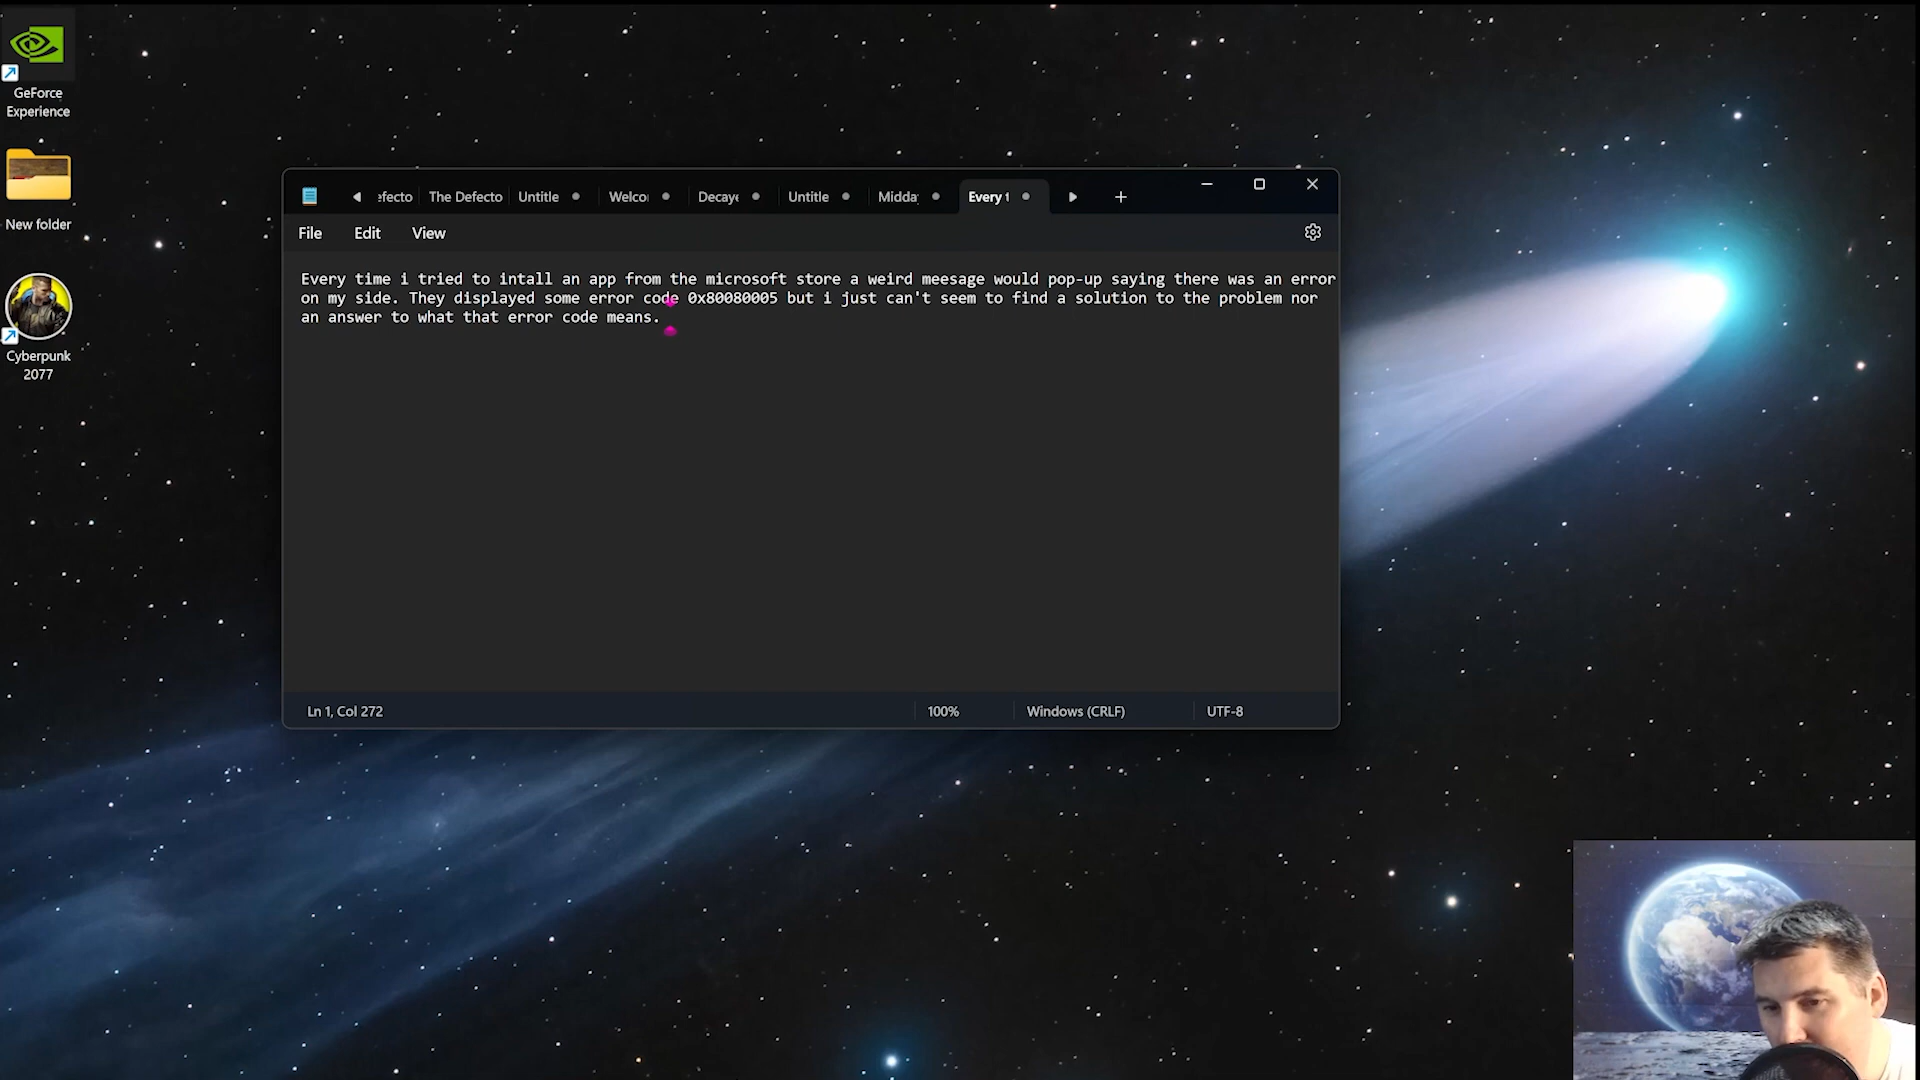 GeForce
Experience
New folder
Cyberpunk
2077
efecto The Defecto Untitle Welco Decaye Untitle Midda Every t
File Edit View
Every time i tried to intall an app from the microsoft store a weird meesage would pop-up saying there was an error
on my side. They displayed some error code 0x80080005 but i just can't seem to find a solution to the problem nor
an answer to what that error code means.
Ln 1, Col 272 100% Windows (CRLF) UTF-8